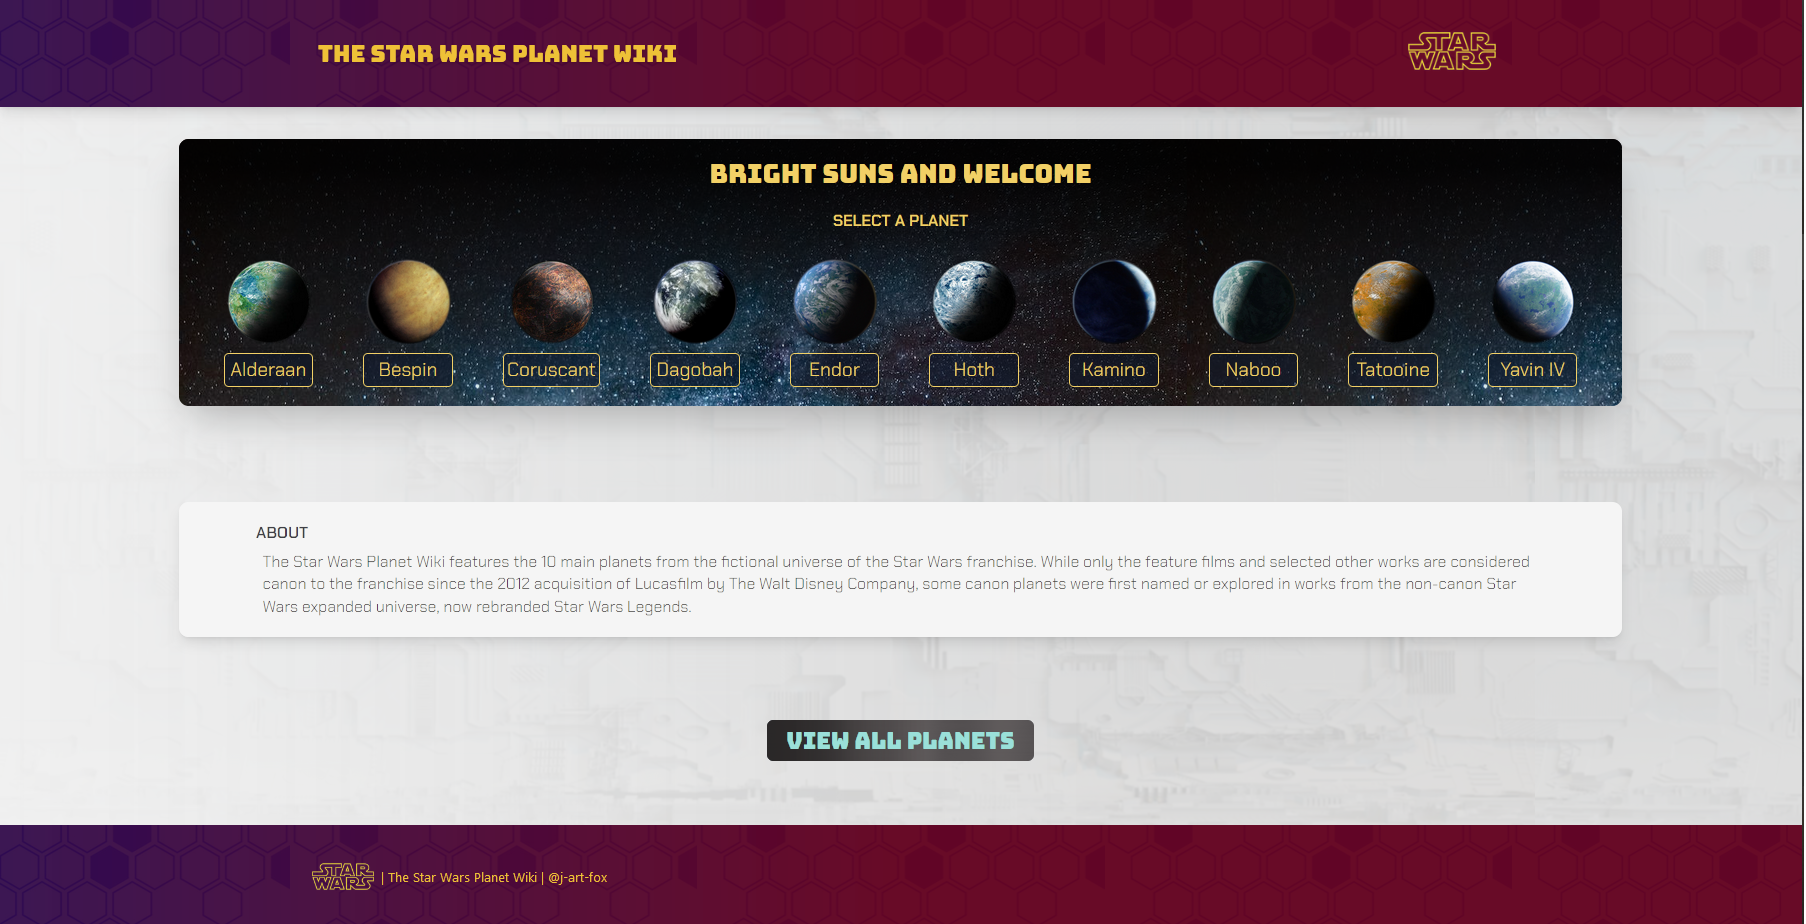 THE STAR WARS PLANET WIKI
STAR
WARS
BRIGHT SUNS AND WELCOME
SELECT A PLANET
Alderaan
Bespin
Coruscant
Dagobah
Endor
Hoth
Kamino
Naboo
Tatooine
Yavin IV
ABOUT
The Star Wars Planet Wiki features the 10 main planets from the fictional universe of the Star Wars franchise. While only the feature films and selected other works are considered
canon to the franchise since the 2012 acquisition of Lucasfilm by The Walt Disney Company, some canon planets were first named or explored in works from the non-canon Star
Wars expanded universe, now rebranded Star Wars Legends.
VIEW ALL PLANETS
STAR
WARS
| The Star Wars Planet Wiki | @j-art-fox